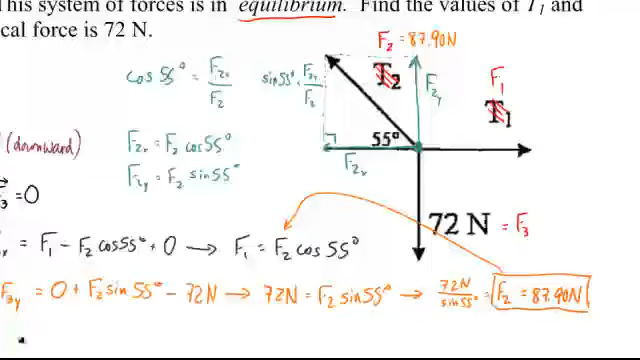 This system of forces is in equilibrium. Find the values of T₁ and
cal force is 72 N.
F₂ = 87.90N
cos 55° = F₂ₓ/F₂
sin 55° = F₂y/F₂
T₂
F₂y
F₁
T₁
(downward)
F₂ₓ = F₂ cos 55°
55°
F₂ₓ
F₂y = F₂ sin 55°
F₃ = 0
72 N = F₃
ₓ = F₁ - F₂ cos 55° + 0 → F₁ = F₂ cos 55°
F₃y = 0 + F₂ sin 55° - 72N → 72N = F₂ sin 55° → 72N/sin 55° = F₂ = 87.90N